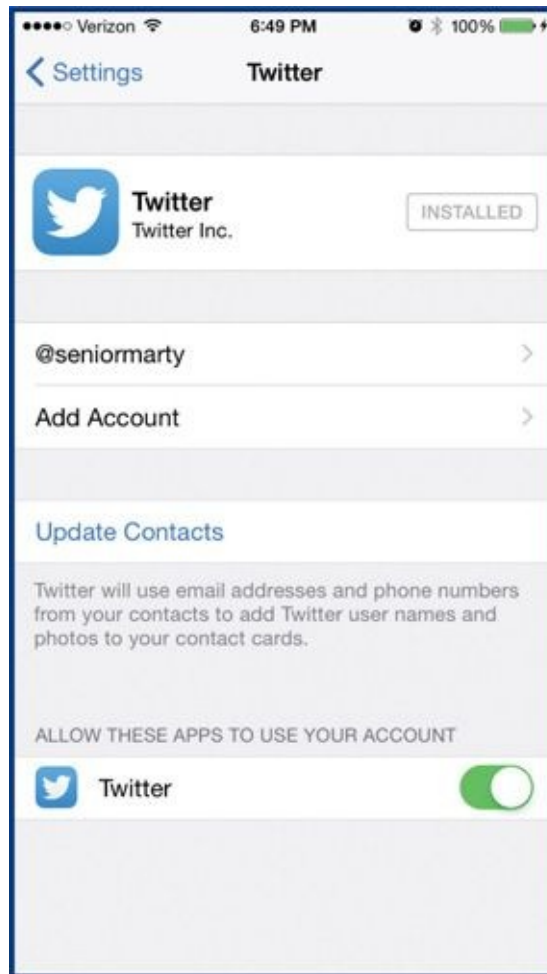 Verizon 6:49 PM 100%
Settings Twitter
Twitter
Twitter Inc.
INSTALLED
@seniormarty
Add Account
Update Contacts
Twitter will use email addresses and phone numbers
from your contacts to add Twitter user names and
photos to your contact cards.
ALLOW THESE APPS TO USE YOUR ACCOUNT
Twitter